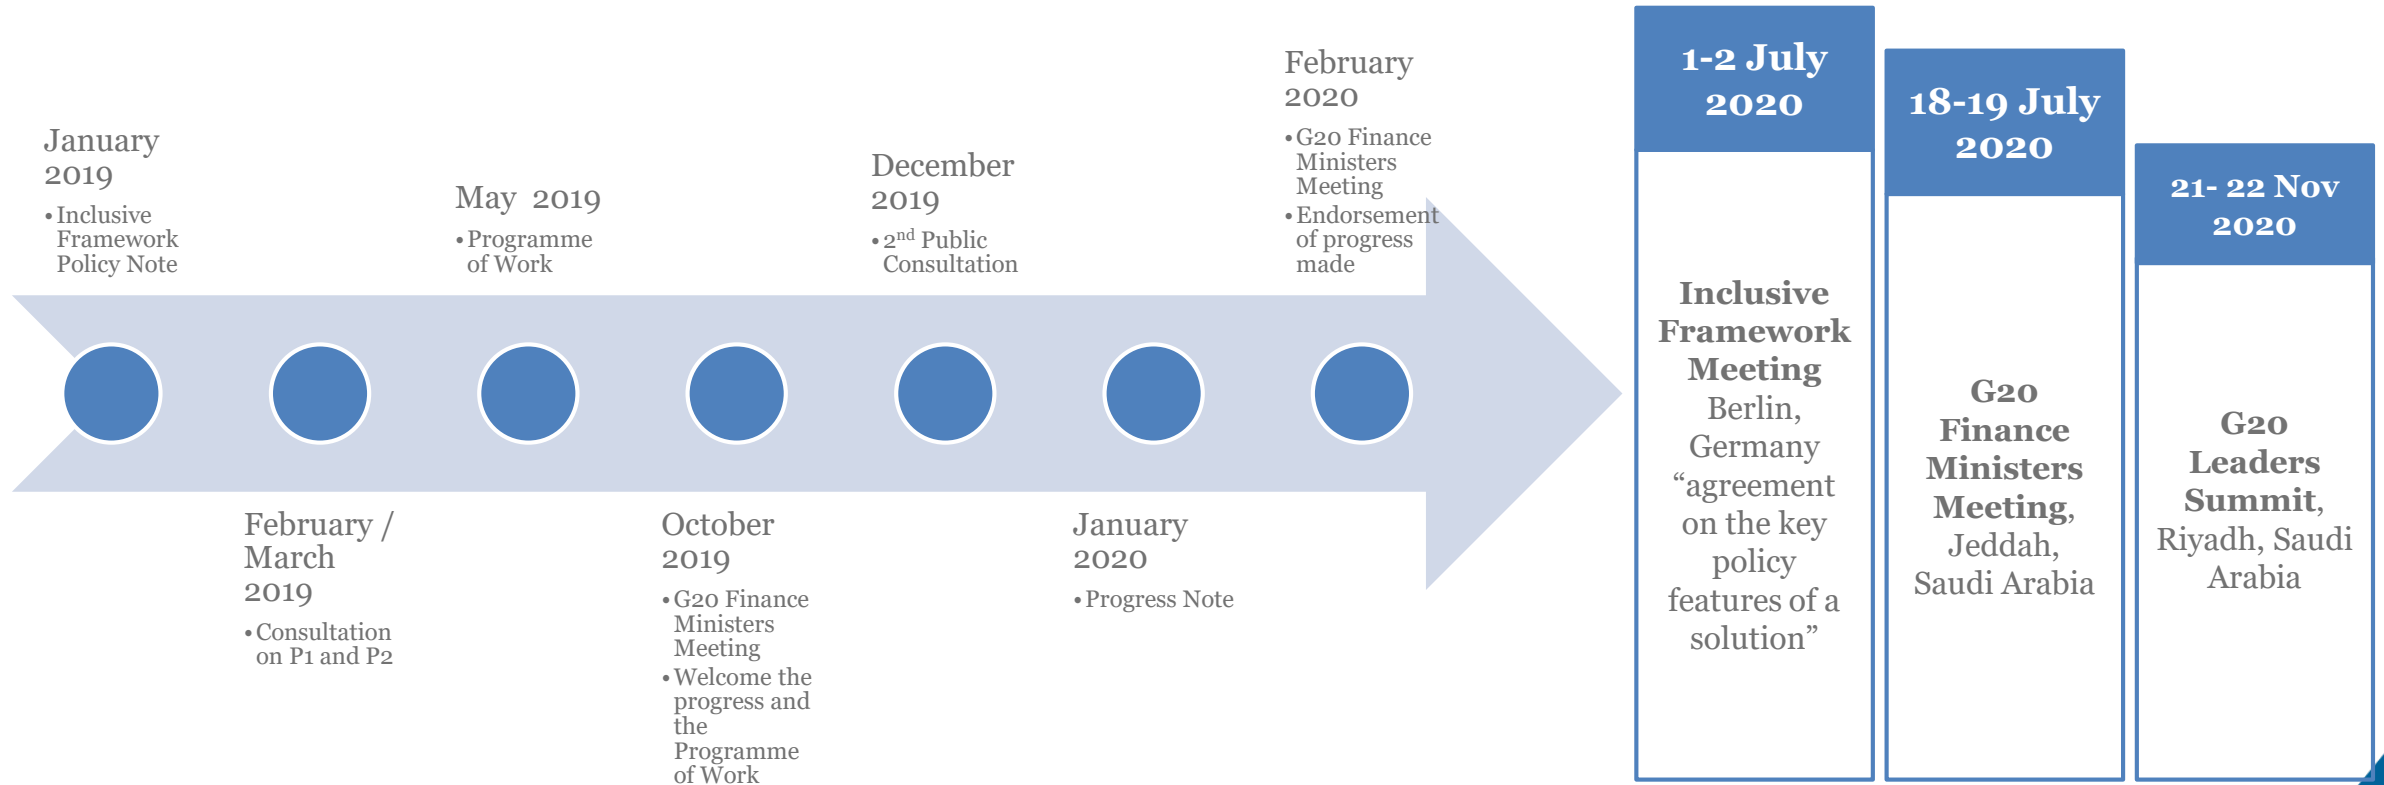 January
2019
•Inclusive
Framework
Policy Note
February /
March
2019
•Consultation
on P1 and P2
May  2019
•Programme
of Work
October
2019
•G20 Finance
Ministers
Meeting
•Welcome the
progress and
the
Programme
of Work
December
2019
•2nd Public
Consultation
January
2020
•Progress Note
February
2020
•G20 Finance
Ministers
Meeting
•Endorsement
of progress
made
1-2 July
2020
Inclusive
Framework
Meeting
Berlin,
Germany
“agreement
on the key
policy
features of a
solution”
18-19 July
2020
G20
Finance
Ministers
Meeting,
Jeddah,
Saudi Arabia
21- 22 Nov
2020
G20
Leaders
Summit,
Riyadh, Saudi
Arabia